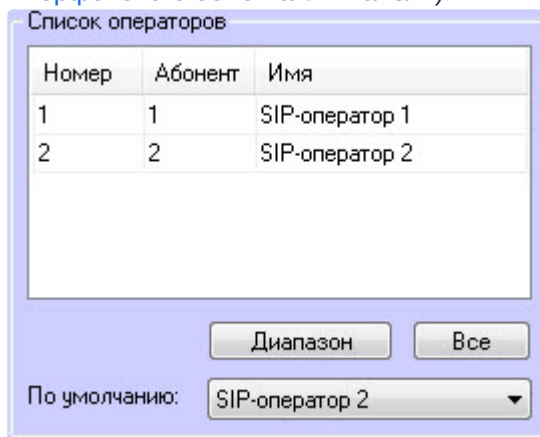 Список операторов
Номер Абонент Имя
1 1 SIP-оператор 1
2 2 SIP-оператор 2
Диапазон Все
По умолчанию: SIP-оператор 2